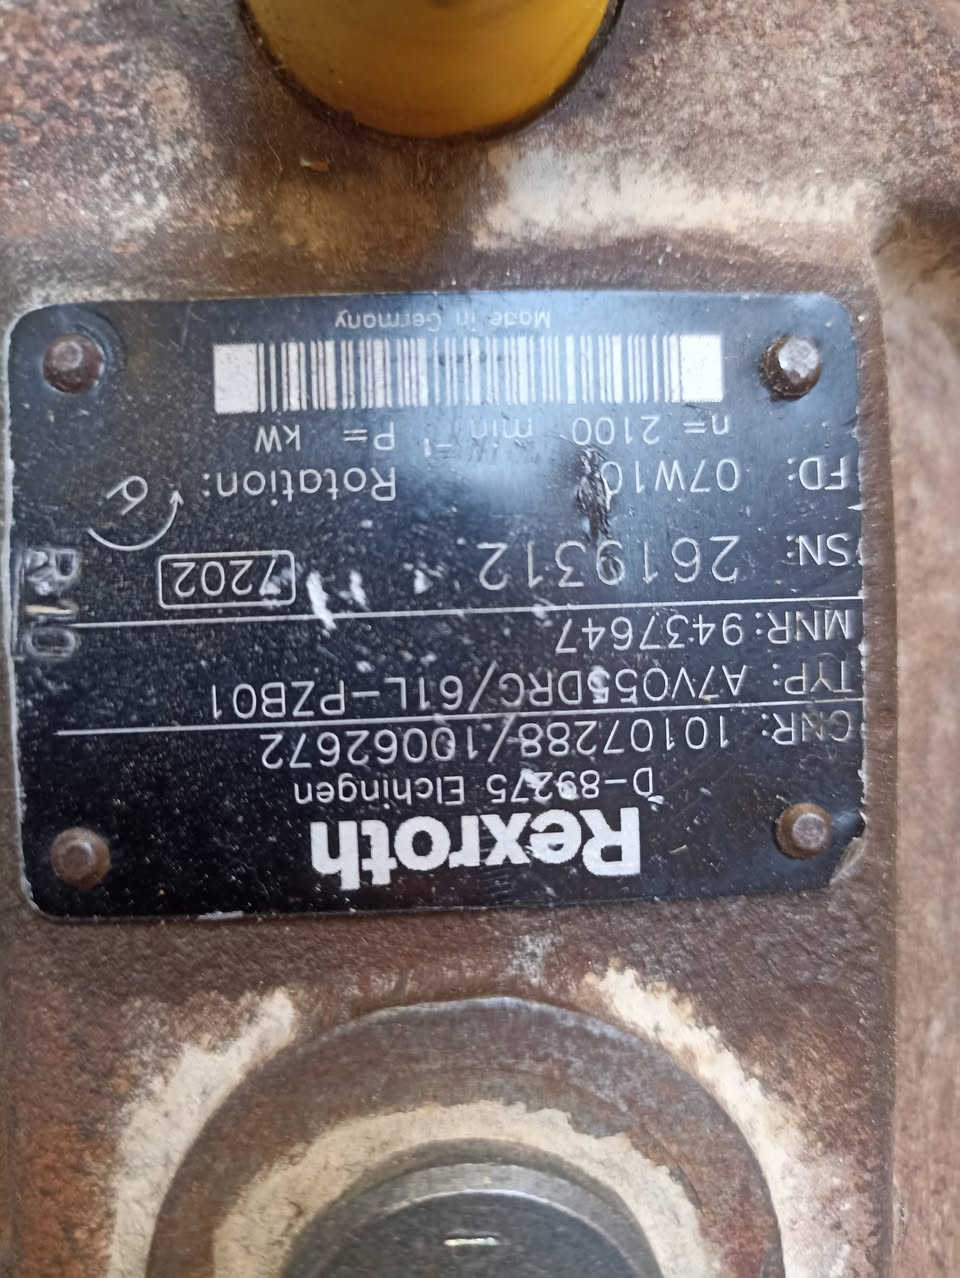 Rexroth
D-89275 Elchingen
CNR: 10107288/10062672
TYP: A7VO55DRG/61L-PZB01
MNR: 9437647
SN: 2619312 7202
FD: 07W10 Rotation:
n= 2100 min⁻¹ P= kW
Made in Germany